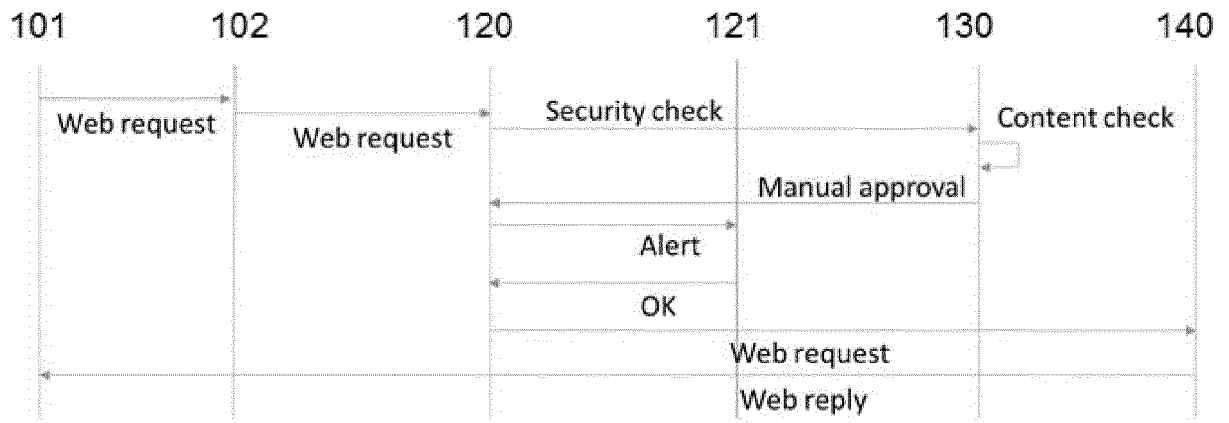 101 102 120 121 130 140
Web request
Web request
Security check
Content check
Manual approval
Alert
OK
Web request
Web reply